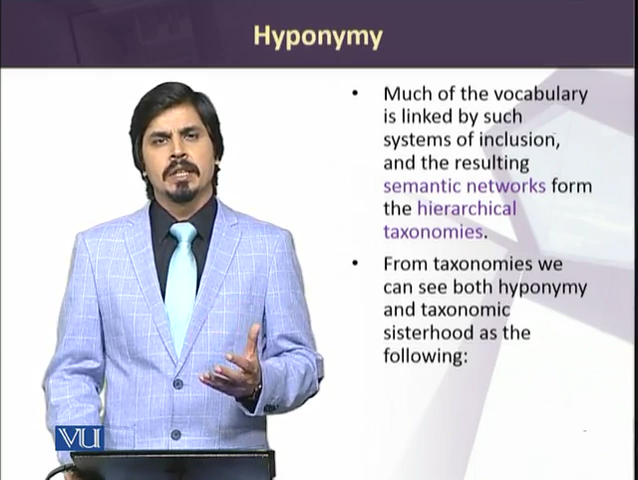 Hyponymy
• Much of the vocabulary
is linked by such
systems of inclusion,
and the resulting
semantic networks form
the hierarchical
taxonomies.
• From taxonomies we
can see both hyponymy
and taxonomic
sisterhood as the
following:
VU